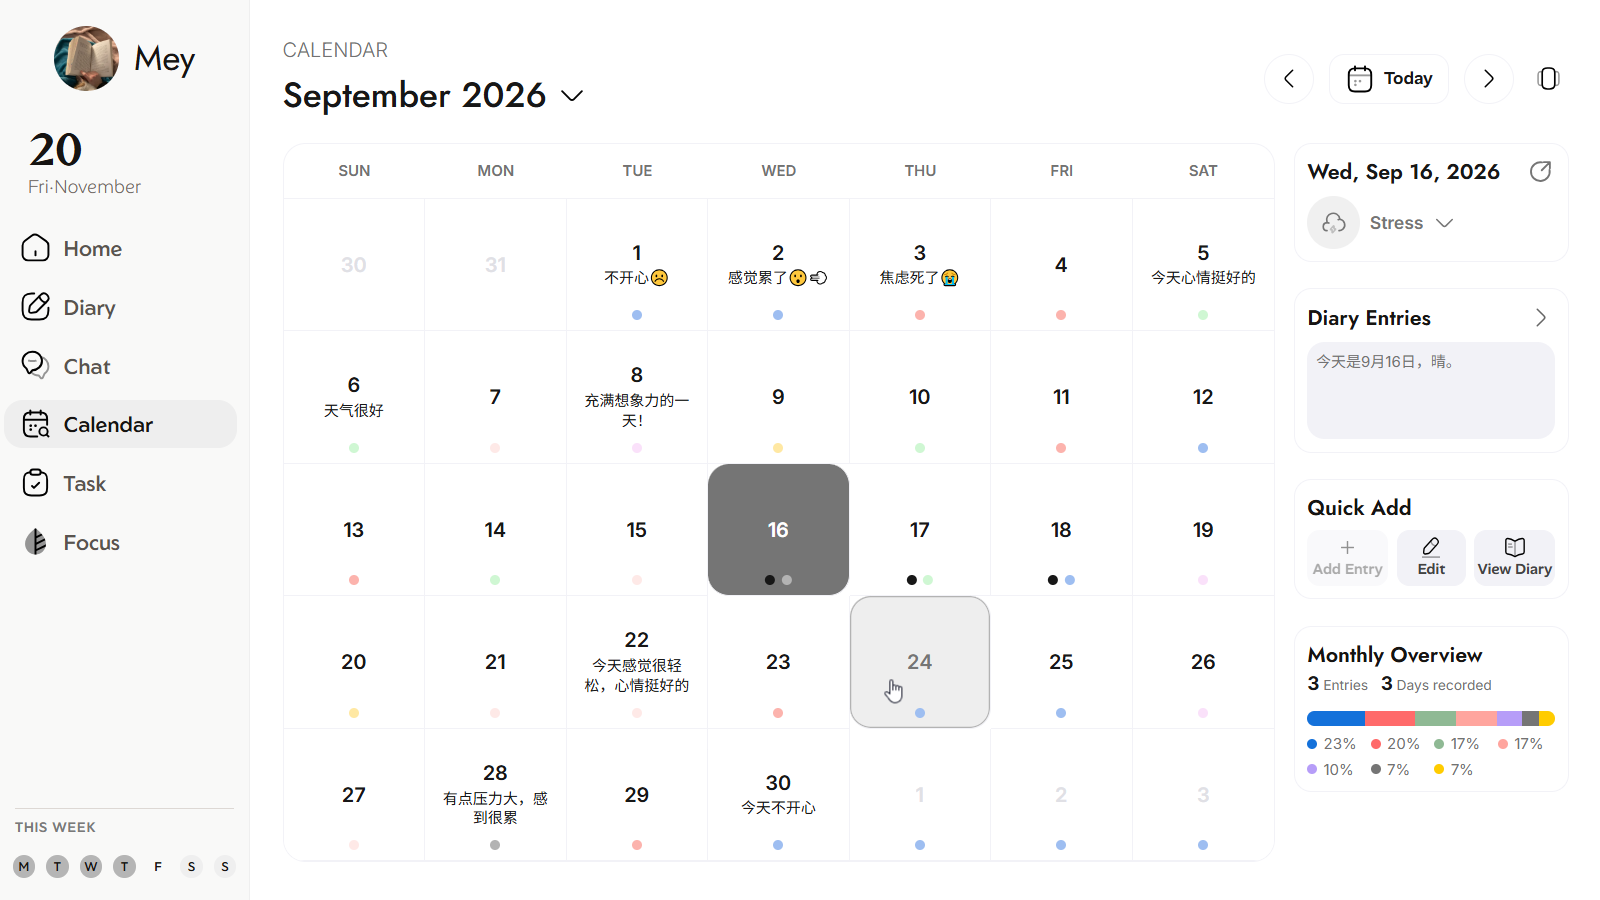 Mey
20
Fri·November
Home
Diary
Chat
Calendar
Task
Focus
THIS WEEK
M T W T F S S
CALENDAR
September 2026
Today
SUN MON TUE WED THU FRI SAT
30 31 1 2 3 4 5
不开心☹️ 感觉累了😮‍💨 焦虑死了😭 今天心情挺好的
6 7 8 9 10 11 12
天气很好 充满想象力的一
天！
13 14 15 16 17 18 19
20 21 22 23 24 25 26
今天感觉很轻
松，心情挺好的
27 28 29 30 1 2 3
有点压力大，感 今天不开心
到很累
Wed, Sep 16, 2026
Stress
Diary Entries
今天是9月16日，晴。
Quick Add
Add Entry Edit View Diary
Monthly Overview
3 Entries 3 Days recorded
23% 20% 17% 17%
10% 7% 7%